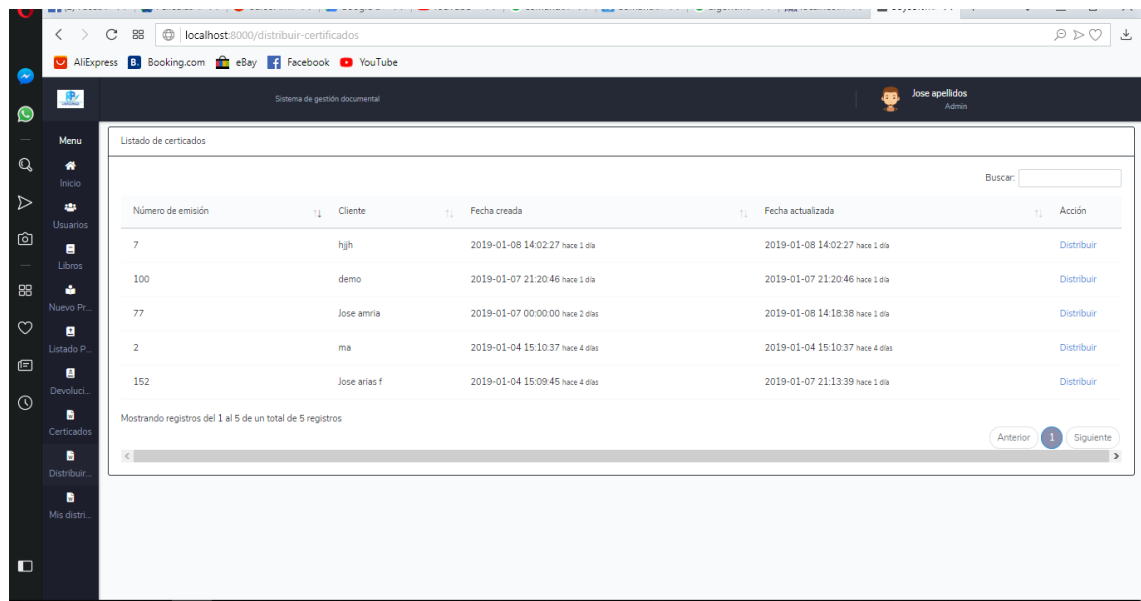 localhost:8000/distribuir-certificados
AliExpress
B. Booking.com
eBay
Facebook
YouTube
Sistema de gestión documental
Jose apellidos
Admin
Menu
Inicio
Usuarios
Libros
Nuevo Pr...
Listado P...
Devoluci...
Certicados
Distribuir...
Mis distri...
Listado de certicados
Buscar:
Número de emisión Cliente Fecha creada Fecha actualizada Acción
7 hjjh 2019-01-08 14:02:27 hace 1 día 2019-01-08 14:02:27 hace 1 día Distribuir
100 demo 2019-01-07 21:20:46 hace 1 día 2019-01-07 21:20:46 hace 1 día Distribuir
77 Jose amria 2019-01-07 00:00:00 hace 2 días 2019-01-08 14:18:38 hace 1 día Distribuir
2 ma 2019-01-04 15:10:37 hace 4 días 2019-01-04 15:10:37 hace 4 días Distribuir
152 Jose arias f 2019-01-04 15:09:45 hace 4 días 2019-01-07 21:13:39 hace 1 día Distribuir
Mostrando registros del 1 al 5 de un total de 5 registros
Anterior 1 Siguiente